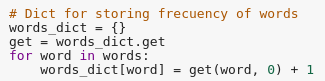 # Dict for storing frecuency of words
words_dict = {}
get = words_dict.get
for word in words:
    words_dict[word] = get(word, 0) + 1